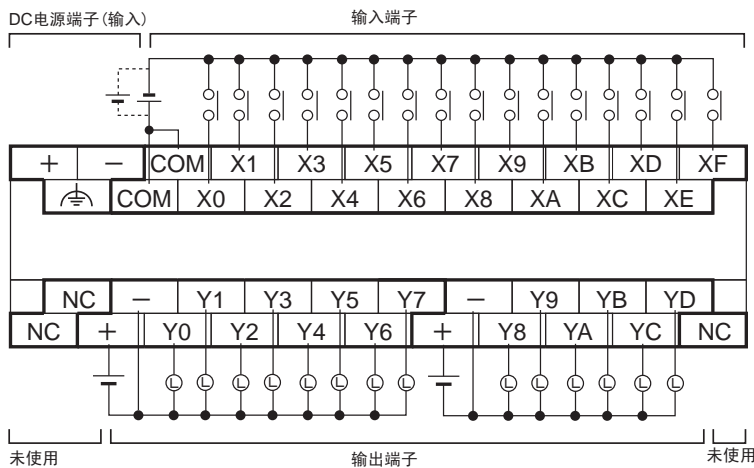 DC电源端子(输入) 输入端子
+ − COM X1 X3 X5 X7 X9 XB XD XF
COM X0 X2 X4 X6 X8 XA XC XE
NC − Y1 Y3 Y5 Y7 − Y9 YB YD
NC + Y0 Y2 Y4 Y6 + Y8 YA YC NC
L L L L L L L L L L L L L L
未使用 输出端子 未使用